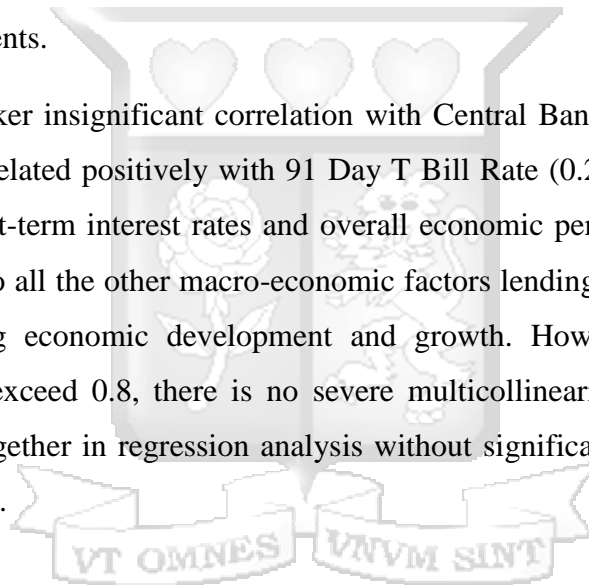 ents.
ker insignificant correlation with Central Ban
elated positively with 91 Day T Bill Rate (0.2
t-term interest rates and overall economic per
o all the other macro-economic factors lending
g economic development and growth. How
exceed 0.8, there is no severe multicollineari
gether in regression analysis without significa
.
VT OMNES VNVM SINT